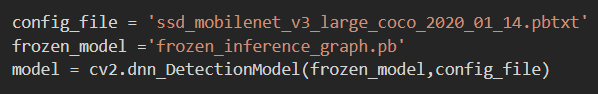 config_file = 'ssd_mobilenet_v3_large_coco_2020_01_14.pbtxt'
frozen_model ='frozen_inference_graph.pb'
model = cv2.dnn_DetectionModel(frozen_model,config_file)